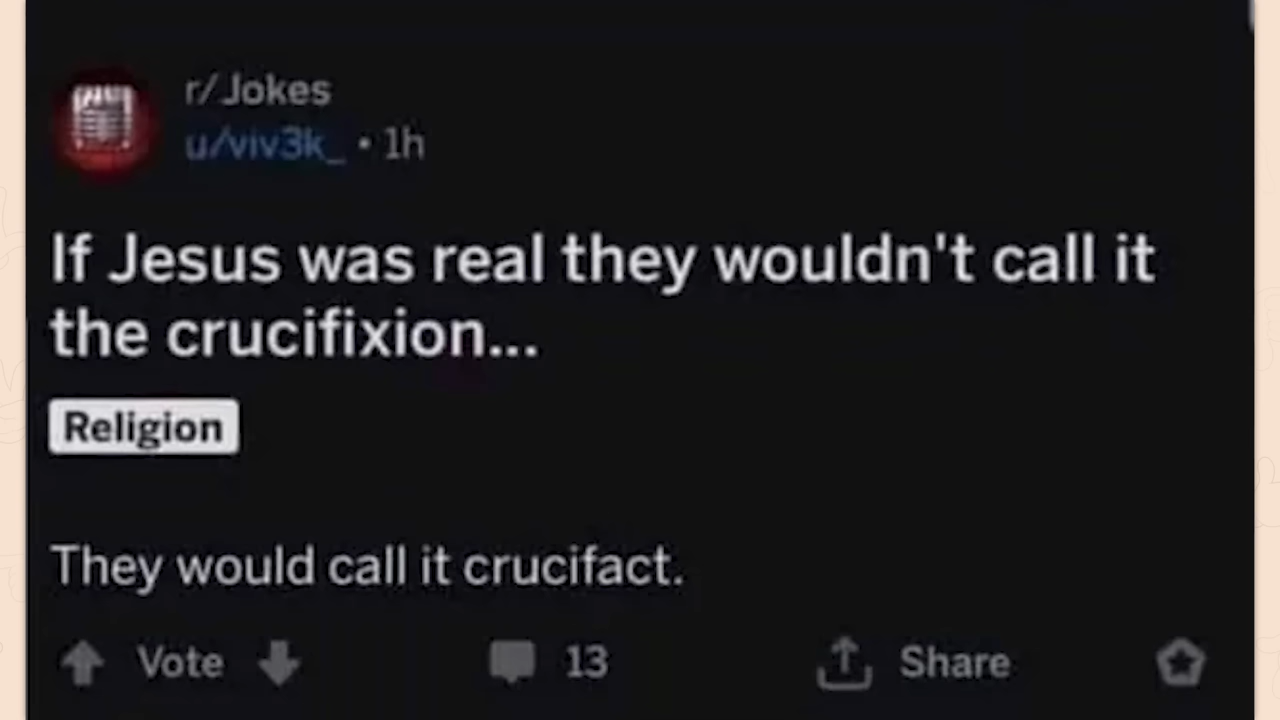 r/Jokes
u/viv3k_ • 1h
If Jesus was real they wouldn't call it
the crucifixion...
Religion
They would call it crucifact.
Vote 13 Share